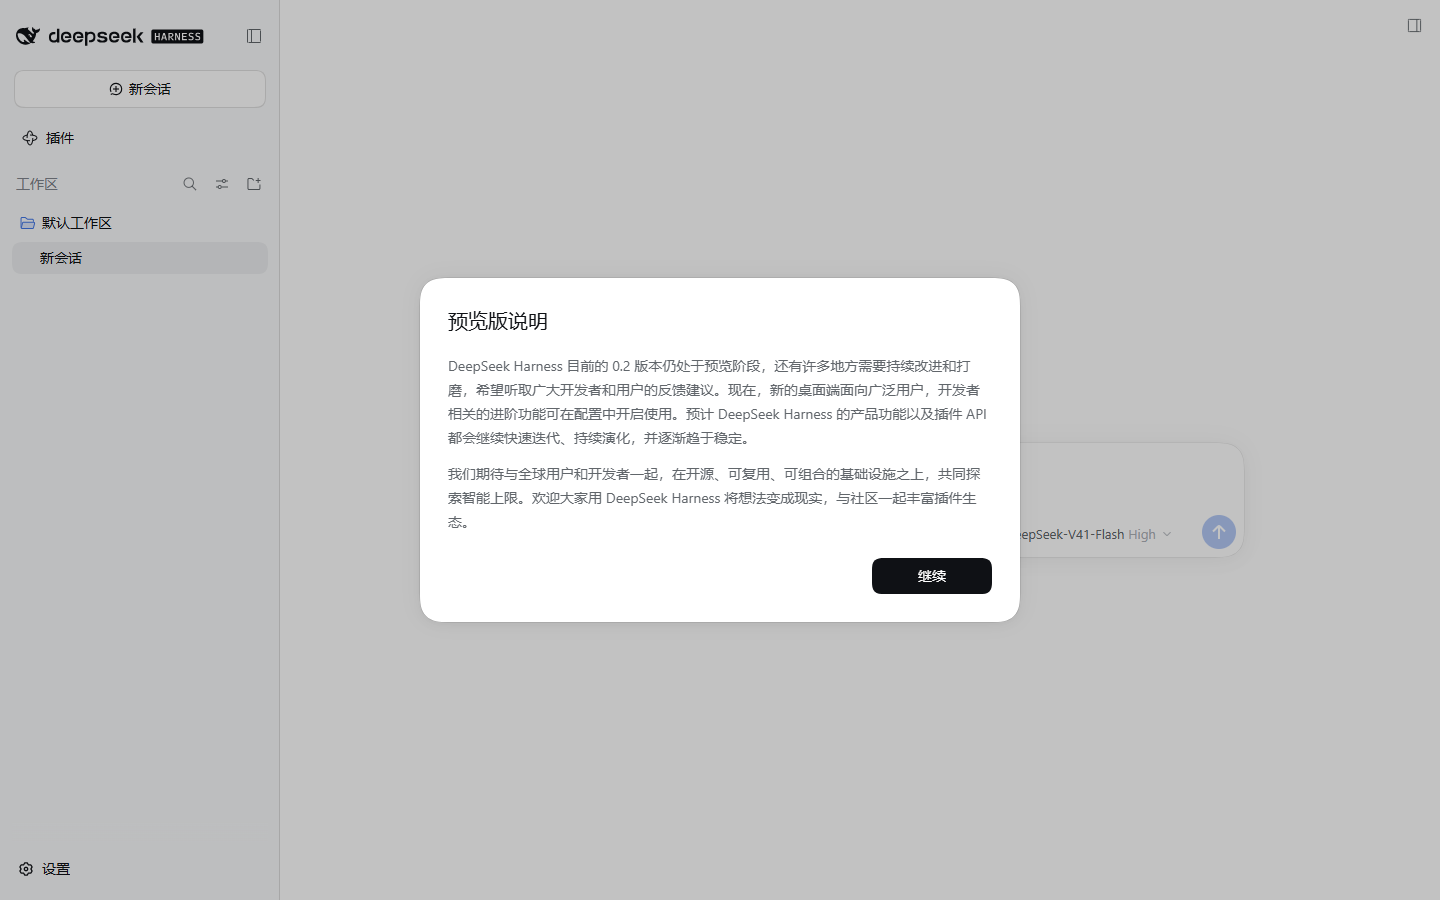 deepseek HARNESS
新会话
插件
工作区
默认工作区
新会话
设置
预览版说明
DeepSeek Harness 目前的 0.2 版本仍处于预览阶段，还有许多地方需要持续改进和打
磨，希望听取广大开发者和用户的反馈建议。现在，新的桌面端面向广泛用户，开发者
相关的进阶功能可在配置中开启使用。预计 DeepSeek Harness 的产品功能以及插件 API
都会继续快速迭代、持续演化，并逐渐趋于稳定。
我们期待与全球用户和开发者一起，在开源、可复用、可组合的基础设施之上，共同探
索智能上限。欢迎大家用 DeepSeek Harness 将想法变成现实，与社区一起丰富插件生
态。
继续
epSeek-V41-Flash High